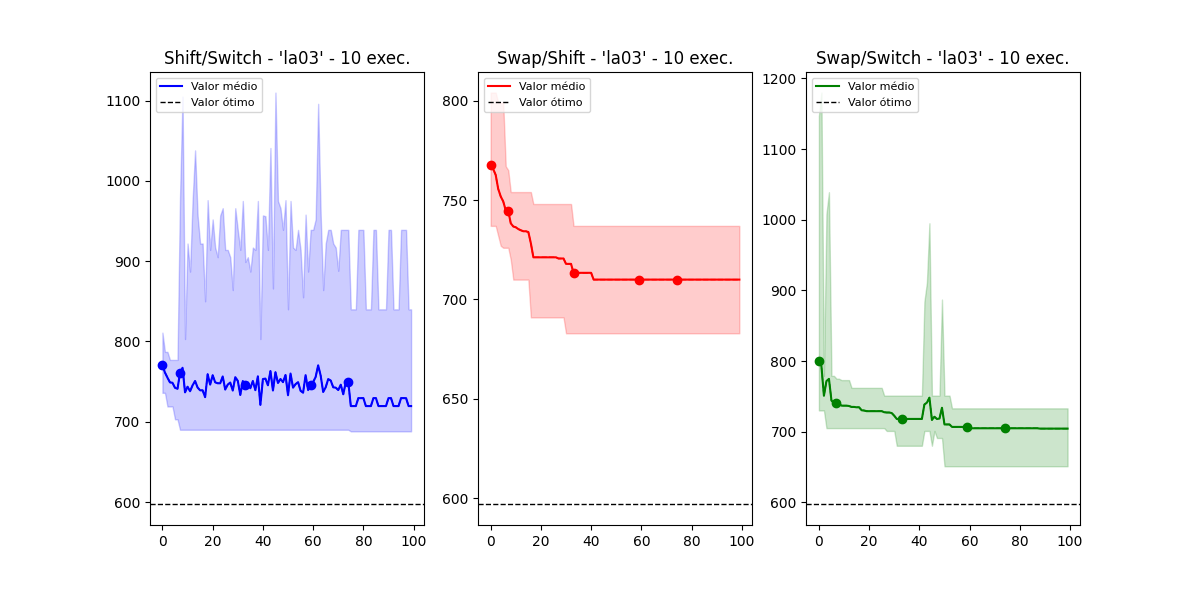 Shift/Switch - 'la03' - 10 exec.
Valor médio
Valor ótimo
1100
1000
900
800
700
600
0 20 40 60 80 100
Swap/Shift - 'la03' - 10 exec.
Valor médio
Valor ótimo
800
750
700
650
600
0 20 40 60 80 100
Swap/Switch - 'la03' - 10 exec.
Valor médio
Valor ótimo
1200
1100
1000
900
800
700
600
0 20 40 60 80 100